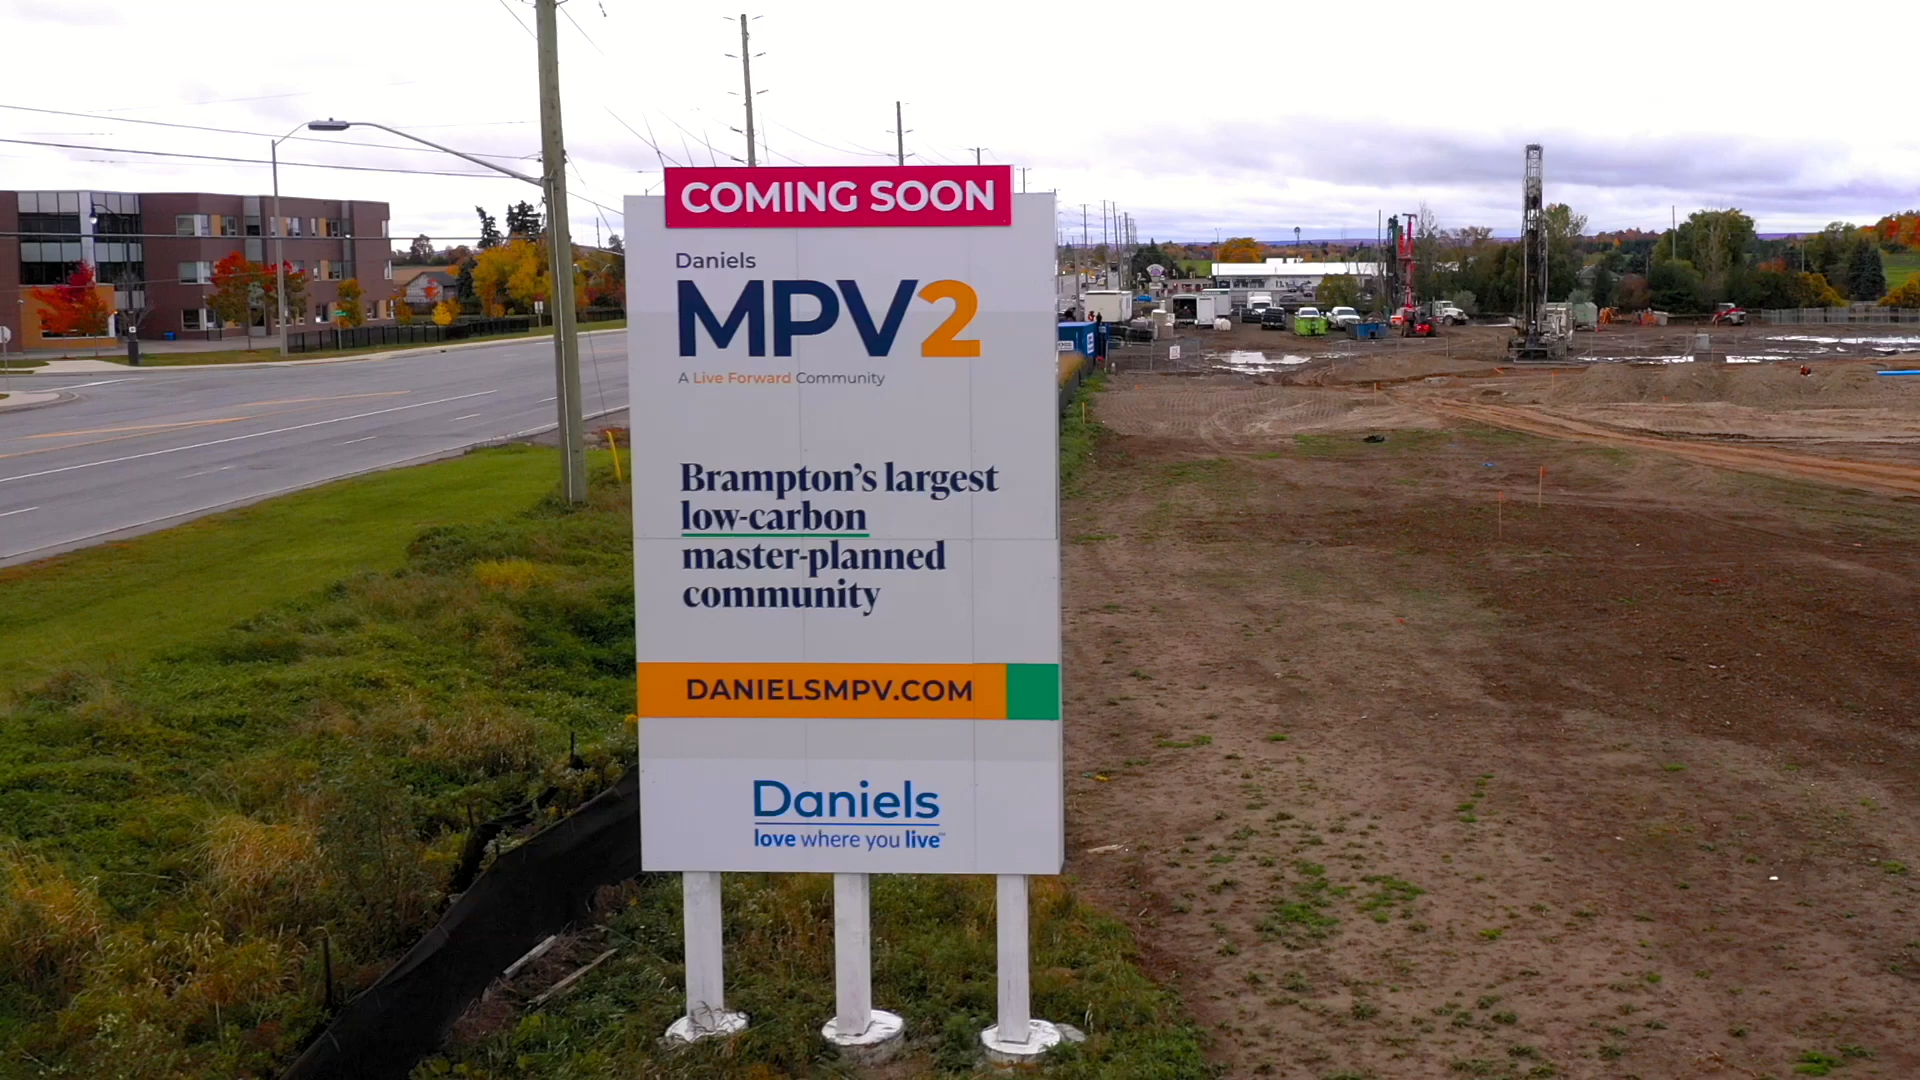 COMING SOON
Daniels
MPV2
A Live Forward Community
Brampton's largest
low-carbon
master-planned
community
DANIELSMPV.COM
Daniels
love where you live™